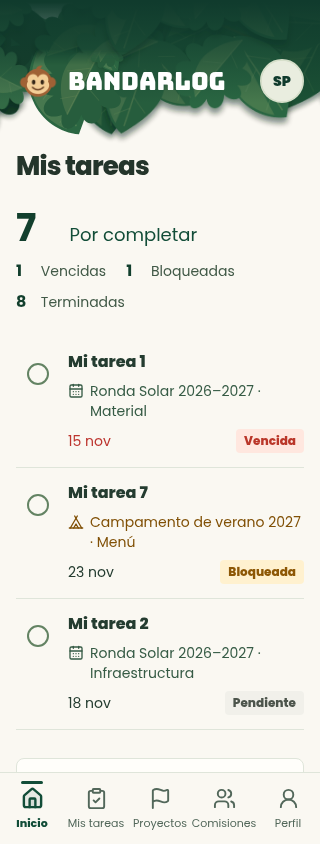 BANDARLOG
SP
Mis tareas
7 Por completar
1 Vencidas 1 Bloqueadas
8 Terminadas
Mi tarea 1
Ronda Solar 2026–2027 ·
Material
15 nov Vencida
Mi tarea 7
Campamento de verano 2027
· Menú
23 nov Bloqueada
Mi tarea 2
Ronda Solar 2026–2027 ·
Infraestructura
18 nov Pendiente
Inicio Mis tareas Proyectos Comisiones Perfil